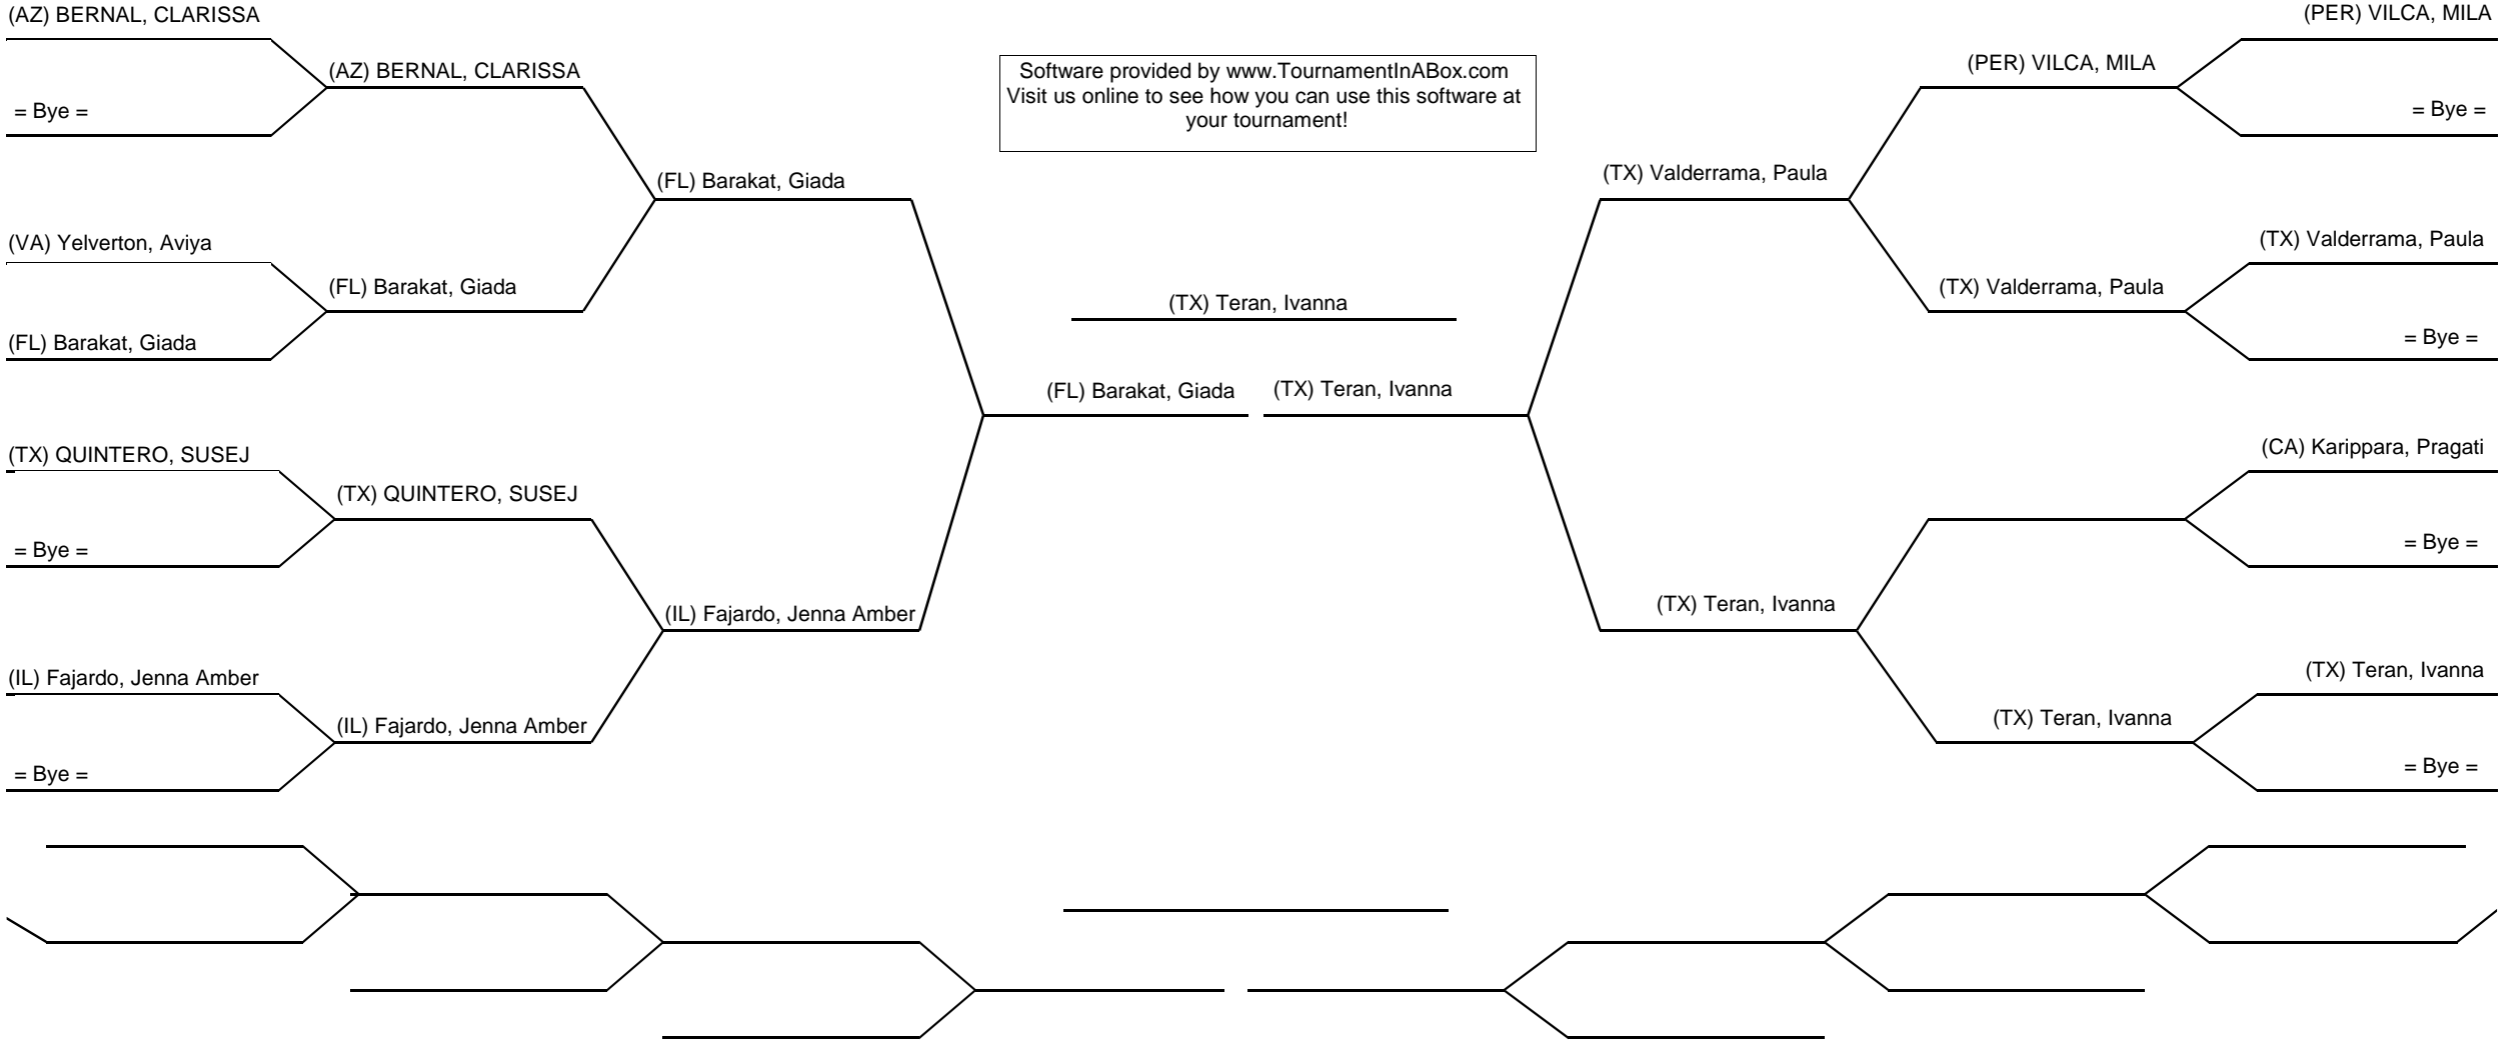 (AZ) BERNAL, CLARISSA
= Bye =
(VA) Yelverton, Aviya
(FL) Barakat, Giada
(TX) QUINTERO, SUSEJ
= Bye =
(IL) Fajardo, Jenna Amber
= Bye =
(AZ) BERNAL, CLARISSA
(FL) Barakat, Giada
(TX) QUINTERO, SUSEJ
(IL) Fajardo, Jenna Amber
(FL) Barakat, Giada
(IL) Fajardo, Jenna Amber
Software provided by www.TournamentInABox.com
Visit us online to see how you can use this software at
your tournament!
(TX) Teran, Ivanna
(FL) Barakat, Giada
(TX) Teran, Ivanna
(TX) Valderrama, Paula
(TX) Teran, Ivanna
(PER) VILCA, MILA
(TX) Valderrama, Paula
(TX) Teran, Ivanna
(PER) VILCA, MILA
= Bye =
(TX) Valderrama, Paula
= Bye =
(CA) Karippara, Pragati
= Bye =
(TX) Teran, Ivanna
= Bye =